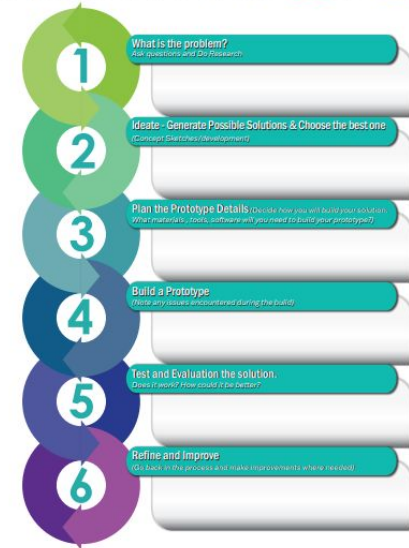 1
What is the problem?
Ask questions and Do Research
2
Ideate - Generate Possible Solutions & Choose the best one
(Concept Sketches/development)
3
Plan the Prototype Details (Decide how you will build your solution.
What materials, tools, software will you need to build your prototype?)
4
Build a Prototype
(Note any issues encountered during the build)
5
Test and Evaluation the solution.
Does it work? How could it be better?
6
Refine and Improve
(Go back in the process and make improvements where needed)